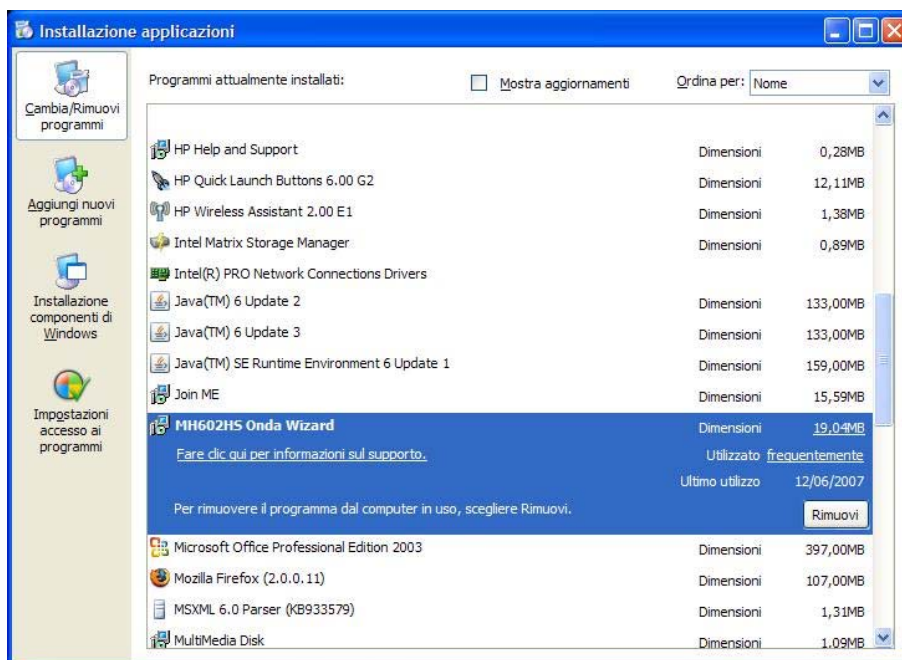 Installazione applicazioni
Cambia/Rimuovi
programmi
Aggiungi nuovi
programmi
Installazione
componenti di
Windows
Impostazioni
accesso ai
programmi
Programmi attualmente installati:
Mostra aggiornamenti
Ordina per: Nome
HP Help and Support Dimensioni 0,28MB
HP Quick Launch Buttons 6.00 G2 Dimensioni 12,11MB
HP Wireless Assistant 2.00 E1 Dimensioni 1,38MB
Intel Matrix Storage Manager Dimensioni 0,89MB
Intel(R) PRO Network Connections Drivers
Java(TM) 6 Update 2 Dimensioni 133,00MB
Java(TM) 6 Update 3 Dimensioni 133,00MB
Java(TM) SE Runtime Environment 6 Update 1 Dimensioni 159,00MB
Join ME Dimensioni 15,59MB
MH602HS Onda Wizard Dimensioni 19,04MB
Fare clic qui per informazioni sul supporto. Utilizzato frequentemente
Ultimo utilizzo 12/06/2007
Per rimuovere il programma dal computer in uso, scegliere Rimuovi. Rimuovi
Microsoft Office Professional Edition 2003 Dimensioni 397,00MB
Mozilla Firefox (2.0.0.11) Dimensioni 107,00MB
MSXML 6.0 Parser (KB933579) Dimensioni 1,31MB
MultiMedia Disk Dimensioni 1,09MB